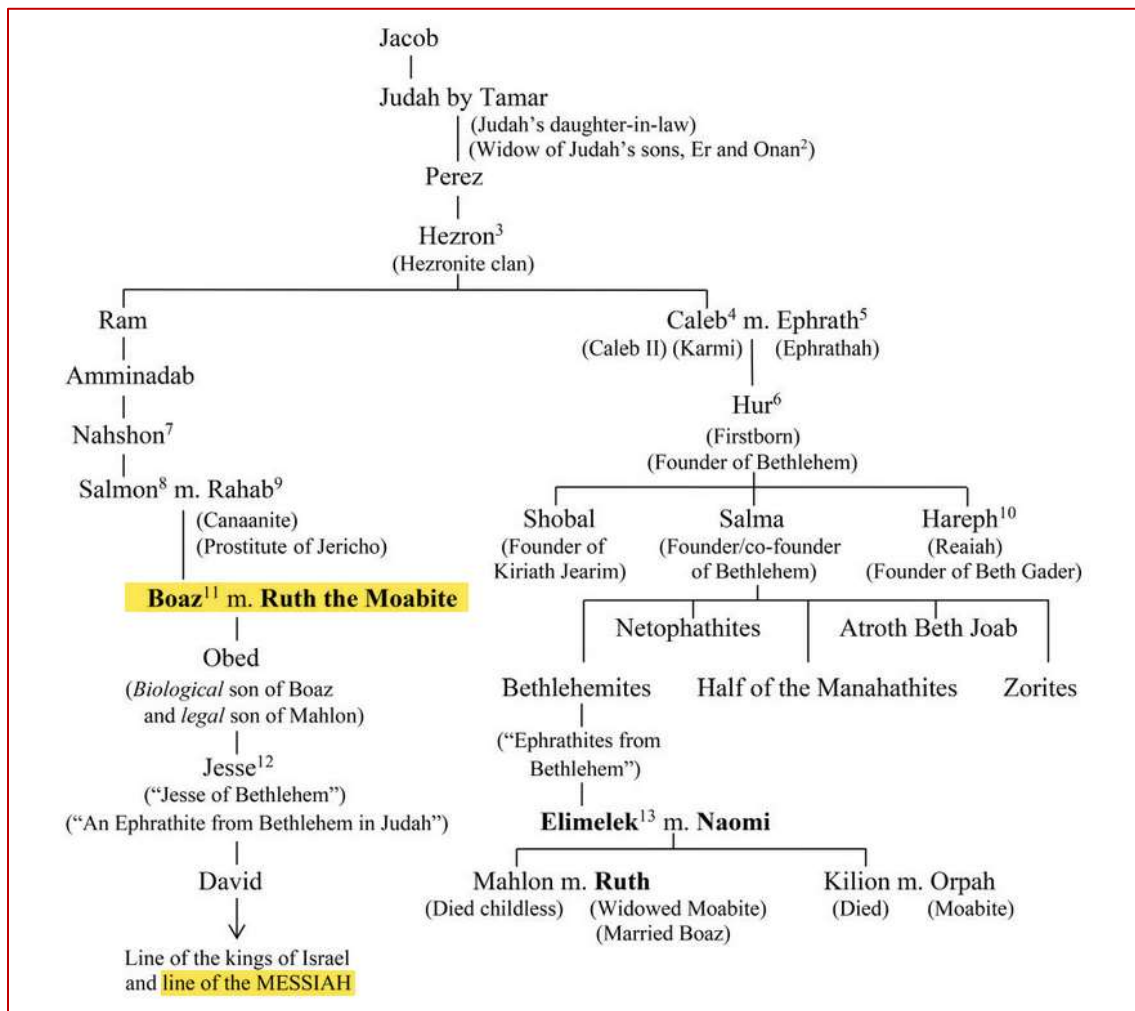 Jacob
Judah by Tamar
(Judah’s daughter-in-law)
(Widow of Judah’s sons, Er and Onan²)
Perez
Hezron³
(Hezronite clan)
Ram
Caleb⁴ m. Ephrath⁵
(Caleb II) (Karmi) (Ephrathah)
Amminadab
Hur⁶
(Firstborn)
(Founder of Bethlehem)
Nahshon⁷
Salmon⁸ m. Rahab⁹
(Canaanite)
(Prostitute of Jericho)
Shobal
(Founder of
Kiriath Jearim)
Salma
(Founder/co-founder
of Bethlehem)
Hareph¹⁰
(Reaiah)
(Founder of Beth Gader)
Boaz¹¹ m. Ruth the Moabite
Netophathites
Atroth Beth Joab
Obed
(Biological son of Boaz
and legal son of Mahlon)
Bethlehemites
Half of the Manahathites
Zorites
(“Ephrathites from
Bethlehem”)
Jesse¹²
(“Jesse of Bethlehem”)
(“An Ephrathite from Bethlehem in Judah”)
Elimelek¹³ m. Naomi
David
Mahlon m. Ruth
(Died childless) (Widowed Moabite)
(Married Boaz)
Kilion m. Orpah
(Died) (Moabite)
Line of the kings of Israel
and line of the MESSIAH